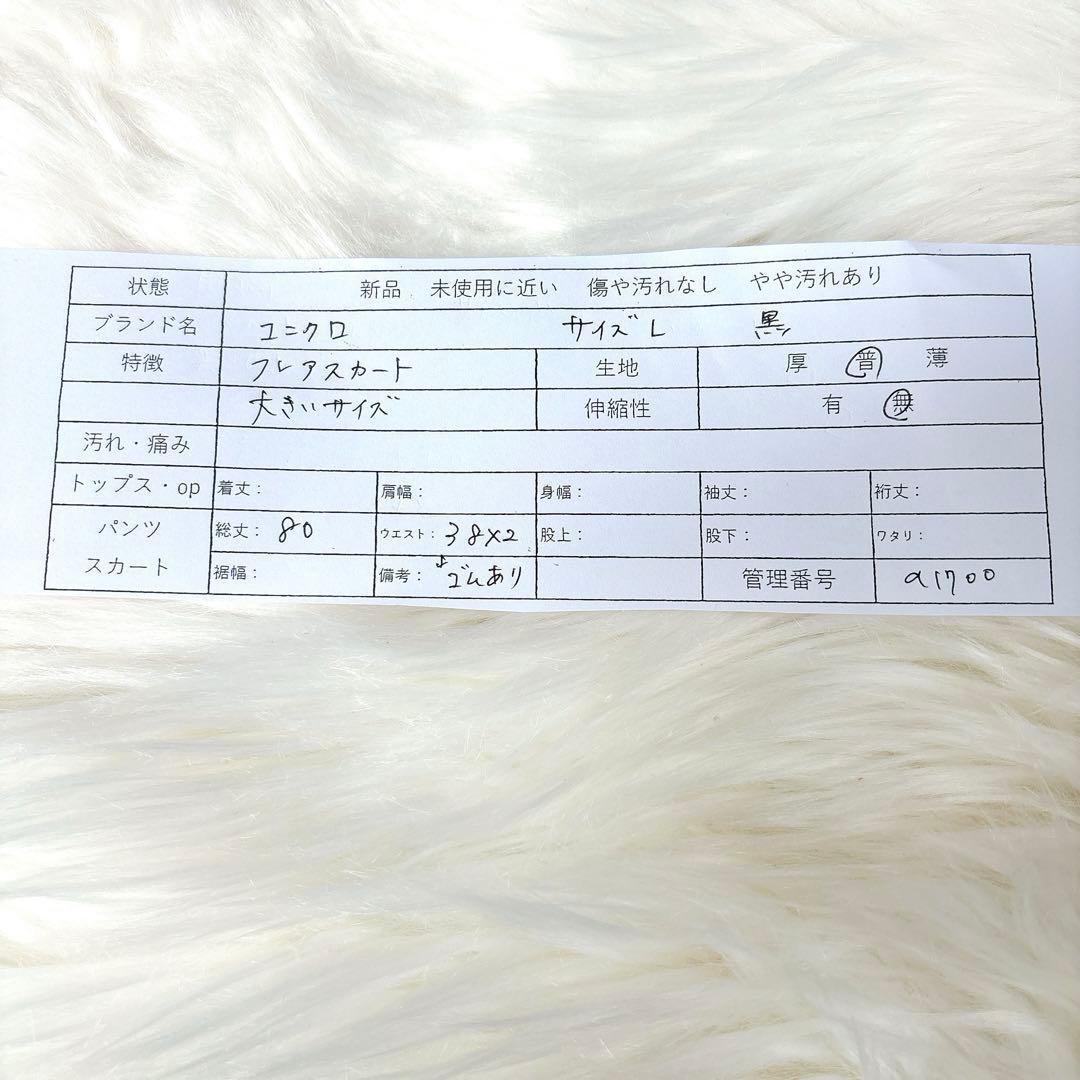 状態 新品 未使用に近い 傷や汚れなし やや汚れあり
ブランド名 ユニクロ サイズL 黒
特徴 フレアスカート 生地 厚 普 薄
大きいサイズ 伸縮性 有 無
汚れ・痛み
トップス・op 着丈: 肩幅: 身幅: 袖丈: 裄丈:
パンツ 総丈: 80 ウエスト: 38×2 股上: 股下: ワタリ:
スカート 裾幅: 備考: ↑ゴムあり 管理番号 a1700